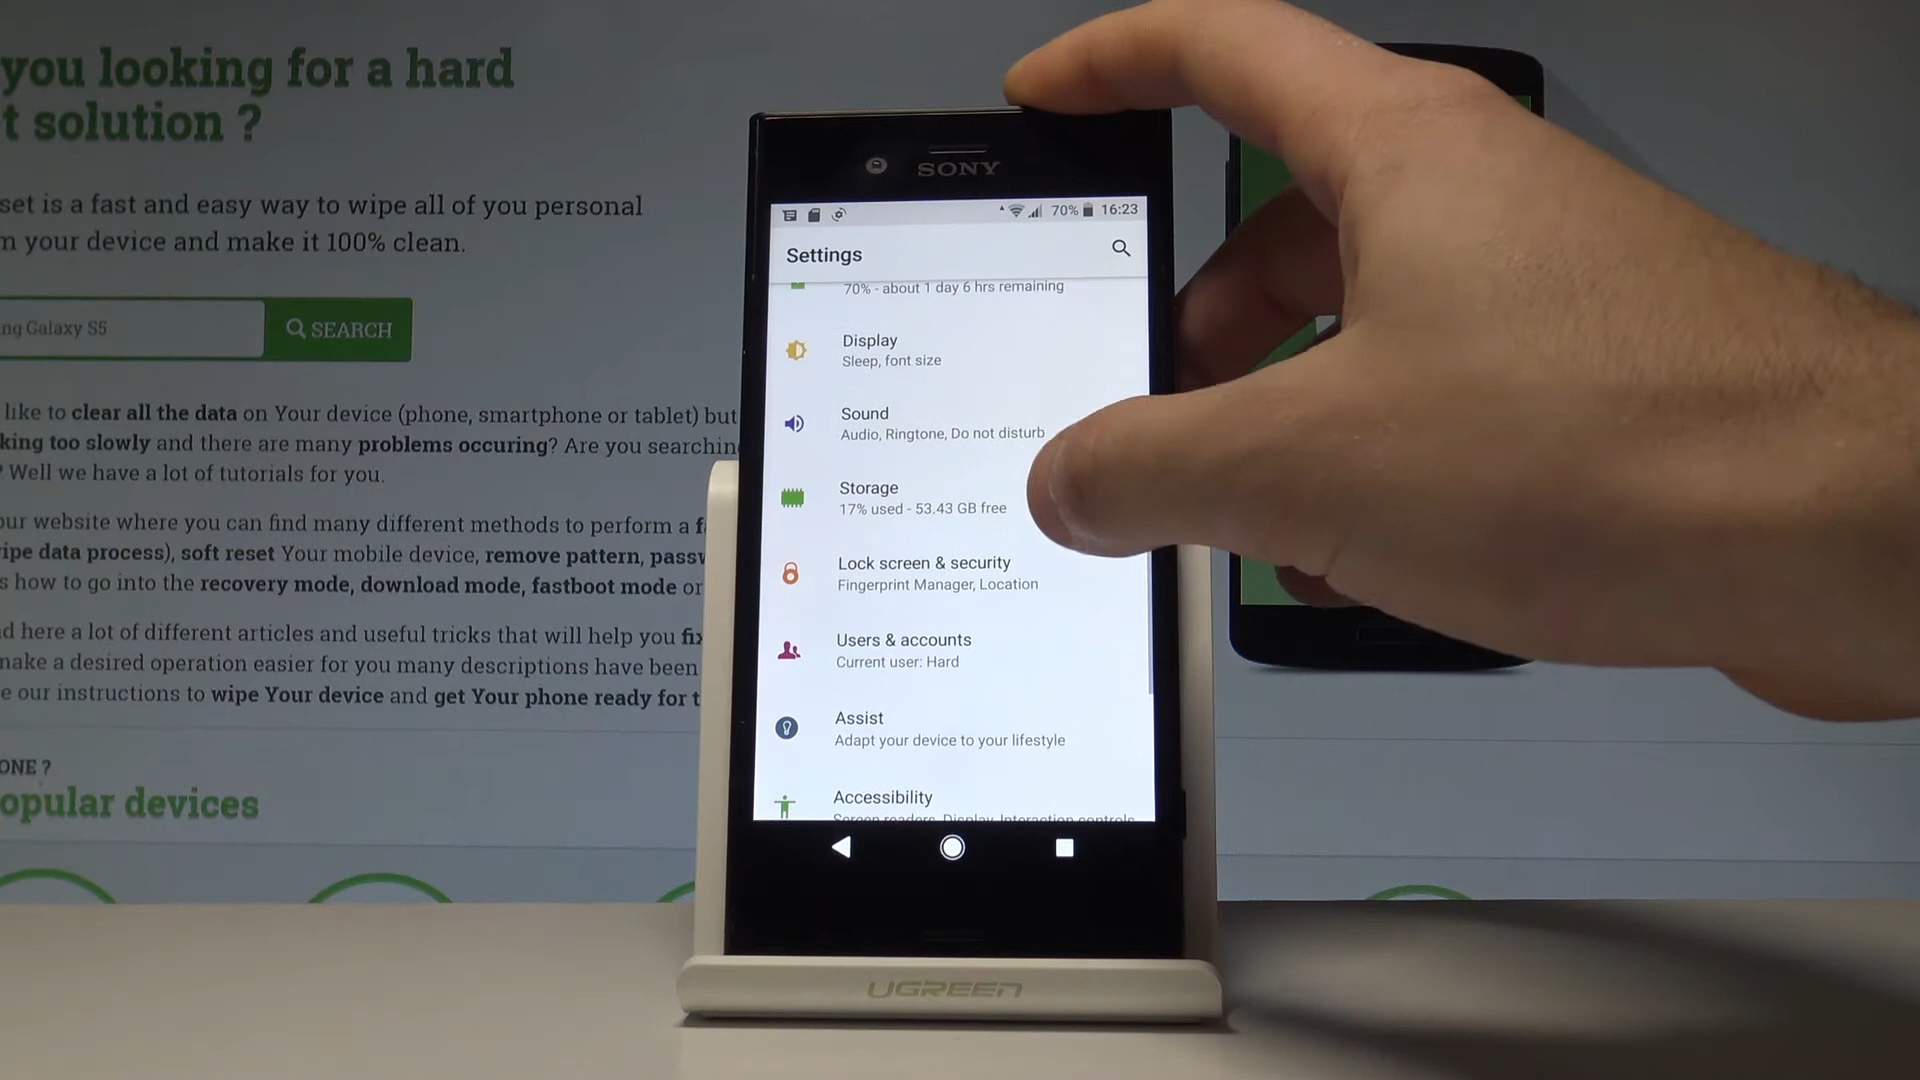 you looking for a hard
t solution ?
set is a fast and easy way to wipe all of you personal
your device and make it 100% clean.
ng Galaxy S5
SEARCH
like to clear all the data on Your device (phone, smartphone or tablet) but
king too slowly and there are many problems occuring? Are you searching
? Well we have a lot of tutorials for you.
our website where you can find many different methods to perform a f
ipe data process), soft reset Your mobile device, remove pattern, passw
s how to go into the recovery mode, download mode, fastboot mode or
d here a lot of different articles and useful tricks that will help you fix
make a desired operation easier for you many descriptions have been
e our instructions to wipe Your device and get Your phone ready for t
ONE ?
opular devices
SONY
70% 16:23
Settings
70% - about 1 day 6 hrs remaining
Display
Sleep, font size
Sound
Audio, Ringtone, Do not disturb
Storage
17% used - 53.43 GB free
Lock screen & security
Fingerprint Manager, Location
Users & accounts
Current user: Hard
Assist
Adapt your device to your lifestyle
Accessibility
Screen readers, Display, Interaction controls
UGREEN